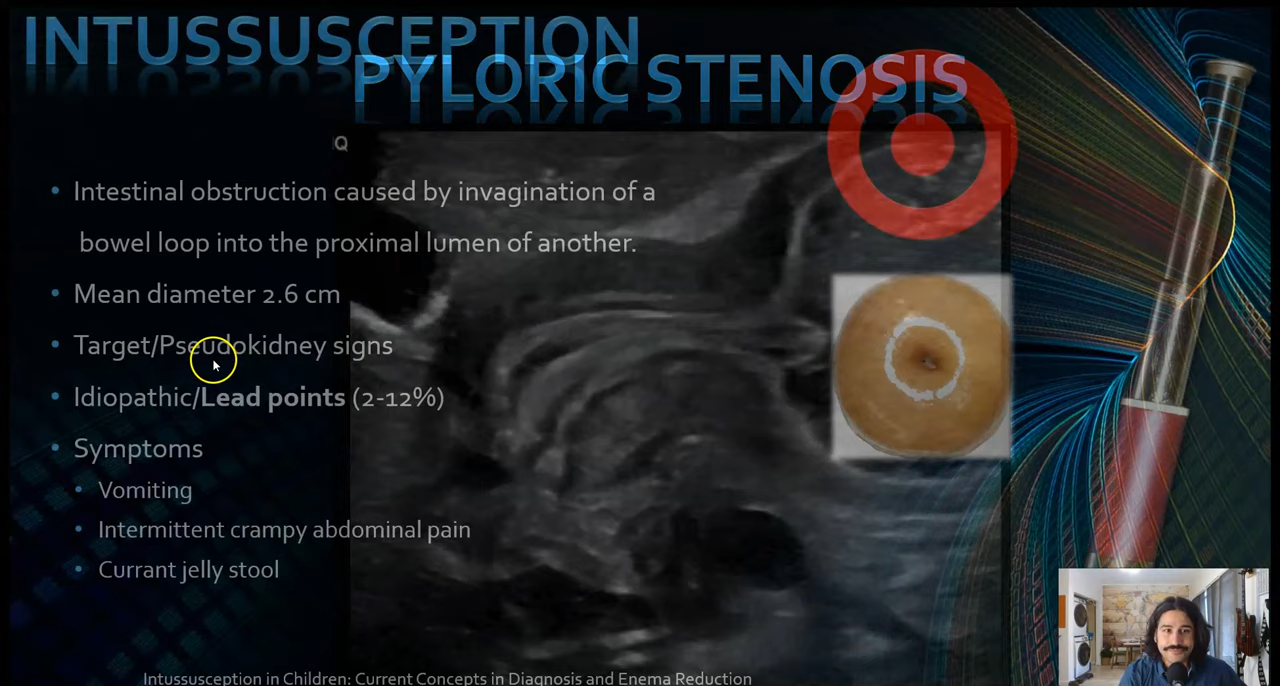 INTUSSUSCEPTION
PYLORIC STENOSIS
Q
• Intestinal obstruction caused by invagination of a
bowel loop into the proximal lumen of another.
• Mean diameter 2.6 cm
• Target/Pseudokidney signs
• Idiopathic/Lead points (2-12%)
• Symptoms
• Vomiting
• Intermittent crampy abdominal pain
• Currant jelly stool
Intussusception in Children: Current Concepts in Diagnosis and Enema Reduction